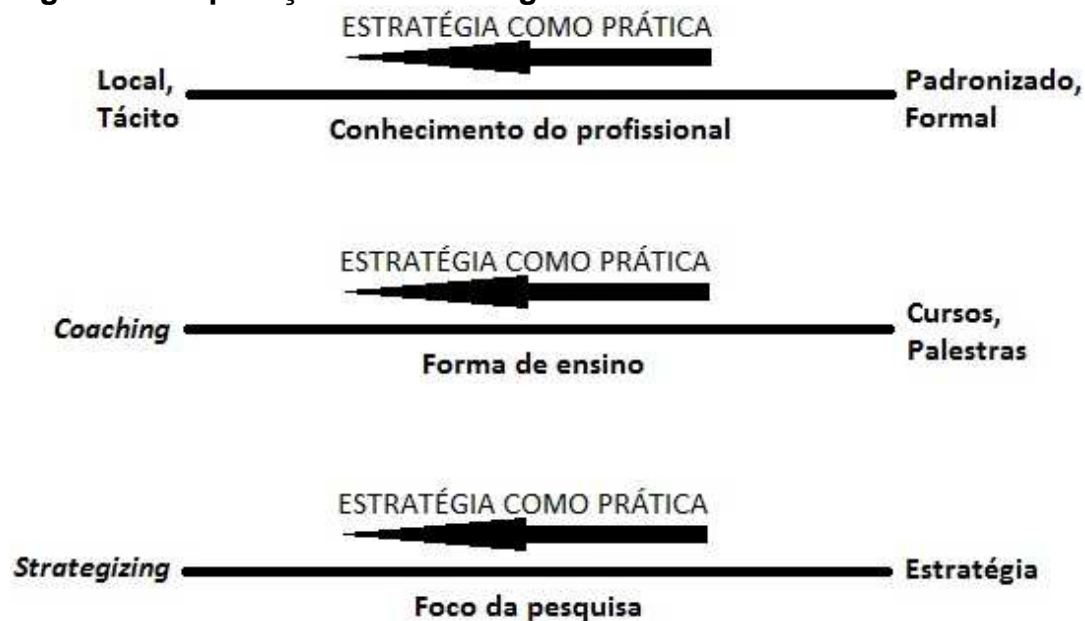 ESTRATÉGIA COMO PRÁTICA
Local,
Tácito
Padronizado,
Formal
Conhecimento do profissional
ESTRATÉGIA COMO PRÁTICA
Coaching
Cursos,
Palestras
Forma de ensino
ESTRATÉGIA COMO PRÁTICA
Strategizing
Estratégia
Foco da pesquisa